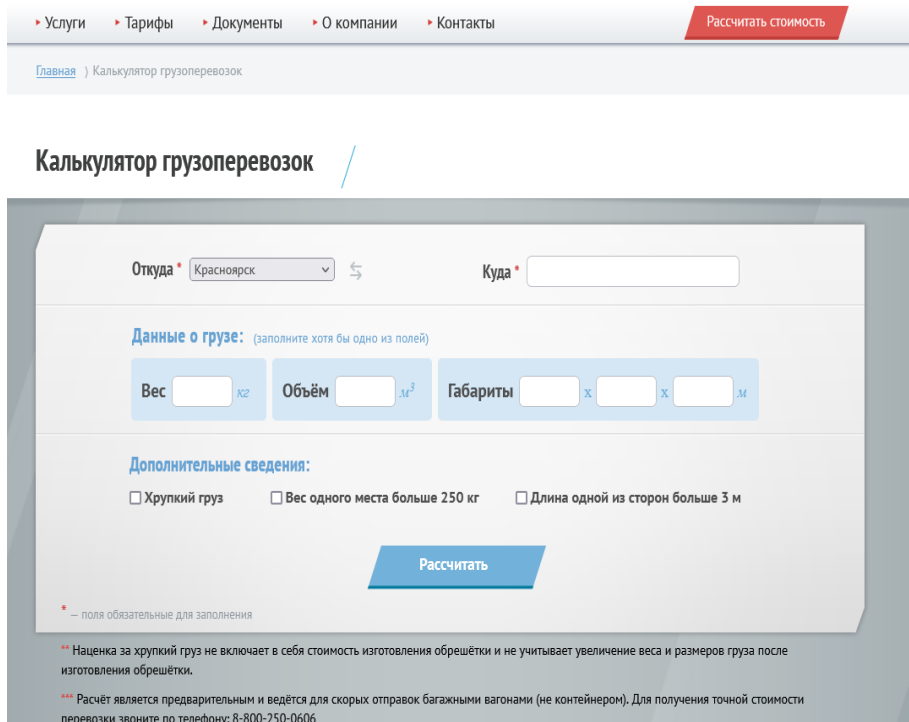 Услуги Тарифы Документы О компании Контакты Рассчитать стоимость
Главная ) Калькулятор грузоперевозок
Калькулятор грузоперевозок
Откуда * Красноярск Куда *
Данные о грузе: (заполните хотя бы одно из полей)
Вес кг Объём м³ Габариты х х м
Дополнительные сведения:
Хрупкий груз Вес одного места больше 250 кг Длина одной из сторон больше 3 м
Рассчитать
* — поля обязательные для заполнения
** Наценка за хрупкий груз не включает в себя стоимость изготовления обрешётки и не учитывает увеличение веса и размеров груза после
изготовления обрешётки.
*** Расчёт является предварительным и ведётся для скорых отправок багажными вагонами (не контейнером). Для получения точной стоимости
перевозки звоните по телефону: 8-800-250-0606